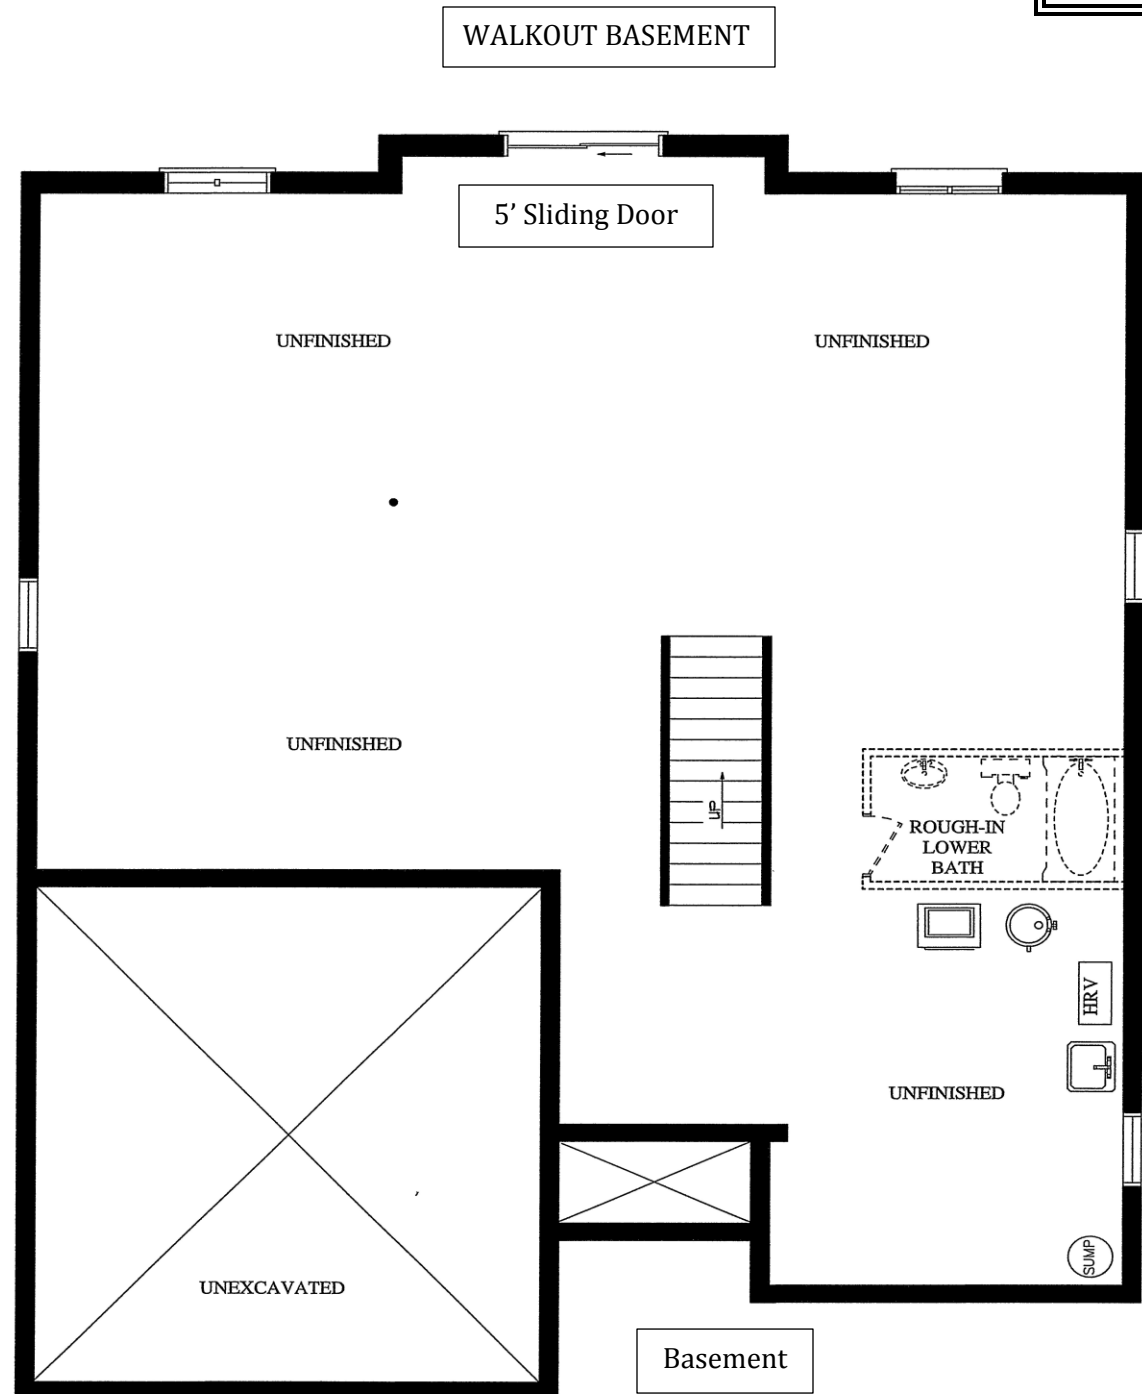 WALKOUT BASEMENT
5’ Sliding Door
UNFINISHED
UNFINISHED
UNFINISHED
UP
ROUGH-IN
LOWER
BATH
HRV
UNFINISHED
SUMP
UNEXCAVATED
Basement